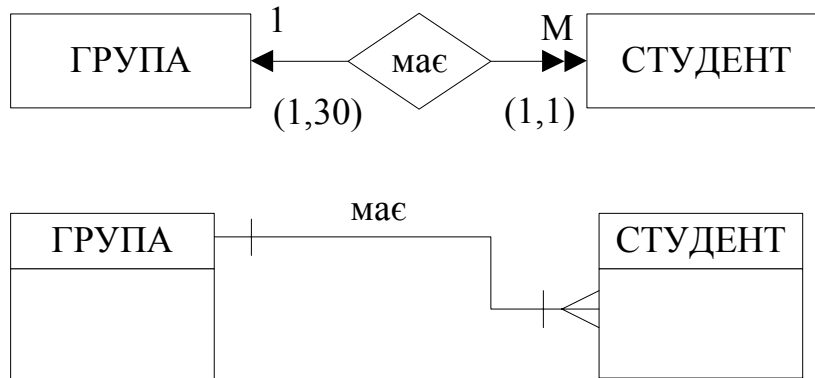 1 М
ГРУПА має СТУДЕНТ
(1,30) (1,1)
має
ГРУПА СТУДЕНТ